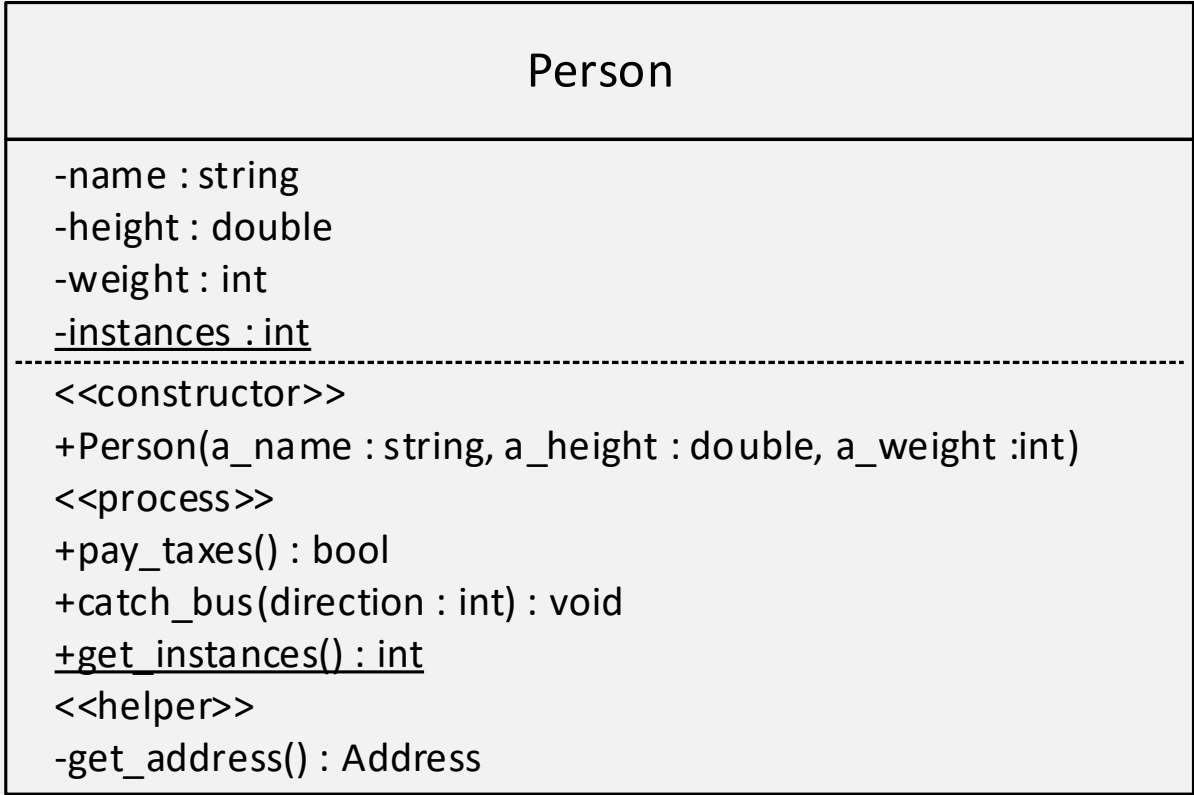 Person
-name : string
-height : double
-weight : int
-instances : int
<<constructor>>
+Person(a_name : string, a_height : double, a_weight :int)
<<process>>
+pay_taxes() : bool
+catch_bus(direction : int) : void
+get_instances() : int
<<helper>>
-get_address() : Address